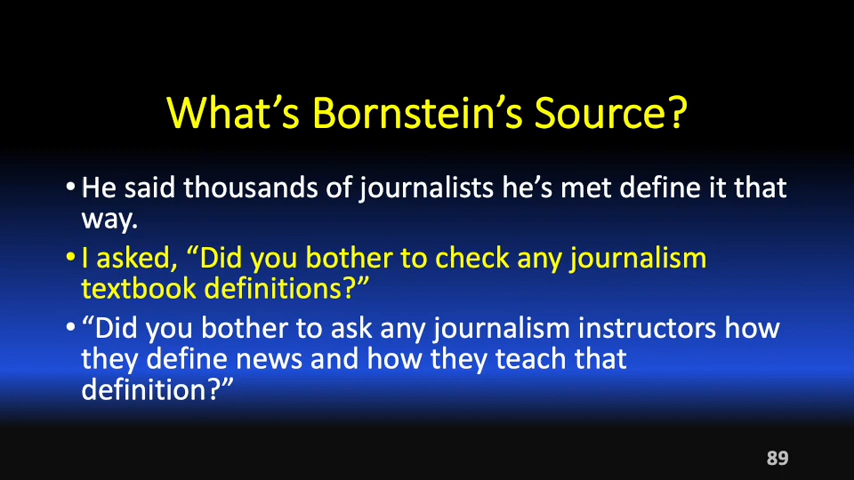 What’s Bornstein’s Source?
• He said thousands of journalists he’s met define it that
way.
• I asked, “Did you bother to check any journalism
textbook definitions?”
• “Did you bother to ask any journalism instructors how
they define news and how they teach that
definition?”
89